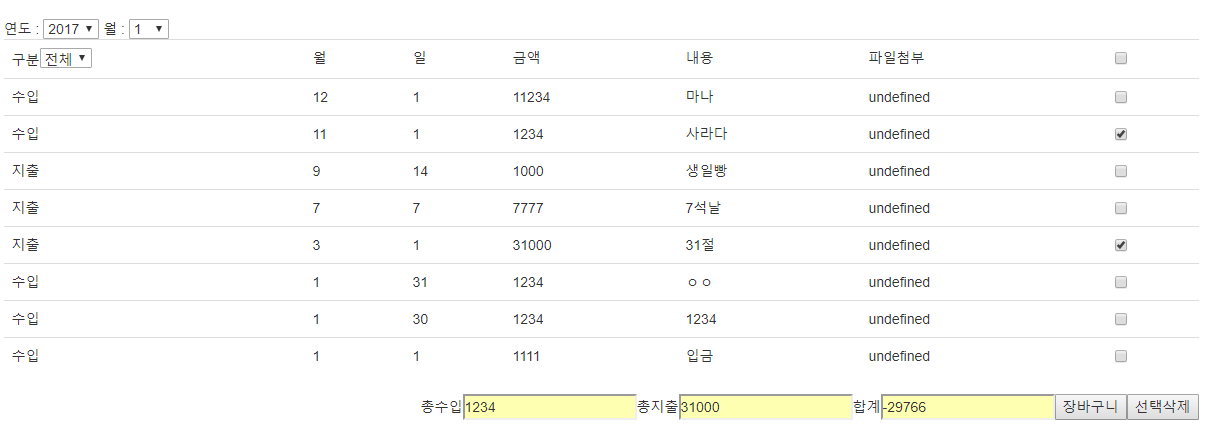 연도 : 2017 월 : 1
구분 전체 월 일 금액 내용 파일첨부
수입 12 1 11234 마나 undefined
수입 11 1 1234 사라다 undefined
지출 9 14 1000 생일빵 undefined
지출 7 7 7777 7석날 undefined
지출 3 1 31000 31절 undefined
수입 1 31 1234 ㅇㅇ undefined
수입 1 30 1234 1234 undefined
수입 1 1 1111 입금 undefined
총수입 1234 총지출 31000 합계 -29766 장바구니 선택삭제